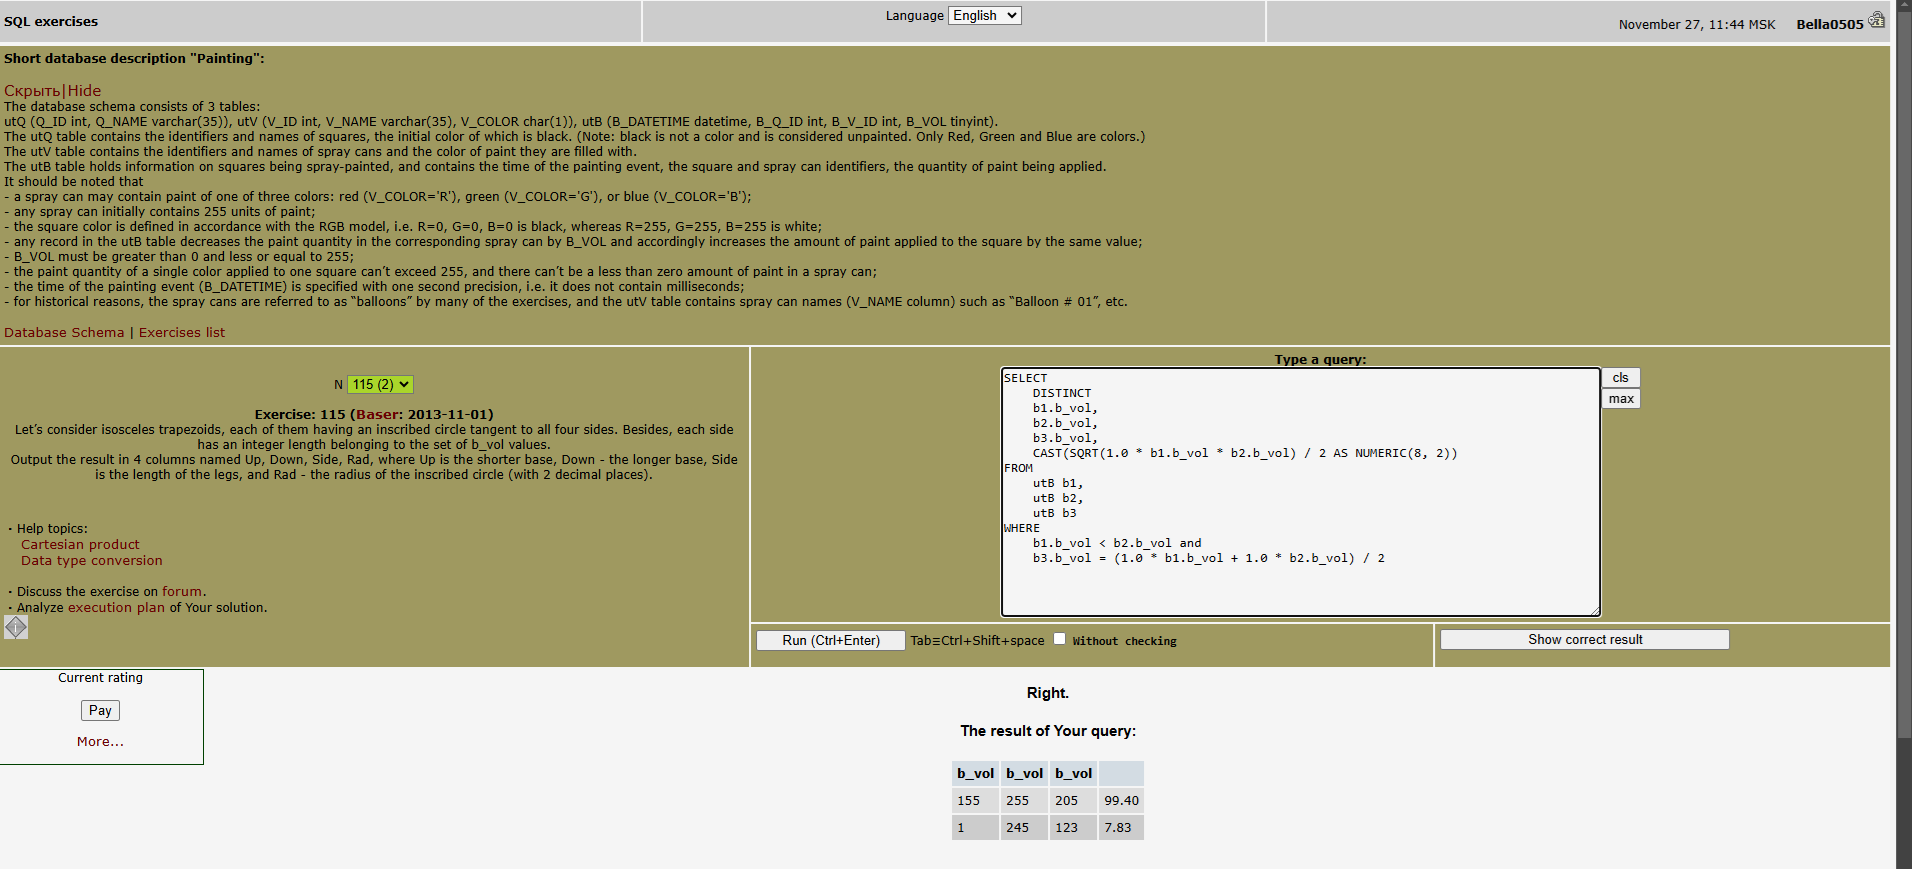 SQL exercises
Language English
November 27, 11:44 MSK Bella0505
Short database description "Painting":
Скрыть|Hide
The database schema consists of 3 tables:
utQ (Q_ID int, Q_NAME varchar(35)), utV (V_ID int, V_NAME varchar(35), V_COLOR char(1)), utB (B_DATETIME datetime, B_Q_ID int, B_V_ID int, B_VOL tinyint).
The utQ table contains the identifiers and names of squares, the initial color of which is black. (Note: black is not a color and is considered unpainted. Only Red, Green and Blue are colors.)
The utV table contains the identifiers and names of spray cans and the color of paint they are filled with.
The utB table holds information on squares being spray-painted, and contains the time of the painting event, the square and spray can identifiers, the quantity of paint being applied.
It should be noted that
- a spray can may contain paint of one of three colors: red (V_COLOR='R'), green (V_COLOR='G'), or blue (V_COLOR='B');
- any spray can initially contains 255 units of paint;
- the square color is defined in accordance with the RGB model, i.e. R=0, G=0, B=0 is black, whereas R=255, G=255, B=255 is white;
- any record in the utB table decreases the paint quantity in the corresponding spray can by B_VOL and accordingly increases the amount of paint applied to the square by the same value;
- B_VOL must be greater than 0 and less or equal to 255;
- the paint quantity of a single color applied to one square can’t exceed 255, and there can’t be a less than zero amount of paint in a spray can;
- the time of the painting event (B_DATETIME) is specified with one second precision, i.e. it does not contain milliseconds;
- for historical reasons, the spray cans are referred to as “balloons” by many of the exercises, and the utV table contains spray can names (V_NAME column) such as “Balloon # 01”, etc.
Database Schema | Exercises list
N 115 (2)
Exercise: 115 (Baser: 2013-11-01)
Let’s consider isosceles trapezoids, each of them having an inscribed circle tangent to all four sides. Besides, each side
has an integer length belonging to the set of b_vol values.
Output the result in 4 columns named Up, Down, Side, Rad, where Up is the shorter base, Down - the longer base, Side
is the length of the legs, and Rad - the radius of the inscribed circle (with 2 decimal places).
· Help topics:
Cartesian product
Data type conversion
· Discuss the exercise on forum.
· Analyze execution plan of Your solution.
Type a query:
SELECT
DISTINCT
b1.b_vol,
b2.b_vol,
b3.b_vol,
CAST(SQRT(1.0 * b1.b_vol * b2.b_vol) / 2 AS NUMERIC(8, 2))
FROM
utB b1,
utB b2,
utB b3
WHERE
b1.b_vol < b2.b_vol and
b3.b_vol = (1.0 * b1.b_vol + 1.0 * b2.b_vol) / 2
cls
max
Run (Ctrl+Enter) Tab≡Ctrl+Shift+space Without checking
Show correct result
Current rating
Pay
More...
Right.
The result of Your query:
b_vol b_vol b_vol
155 255 205 99.40
1 245 123 7.83